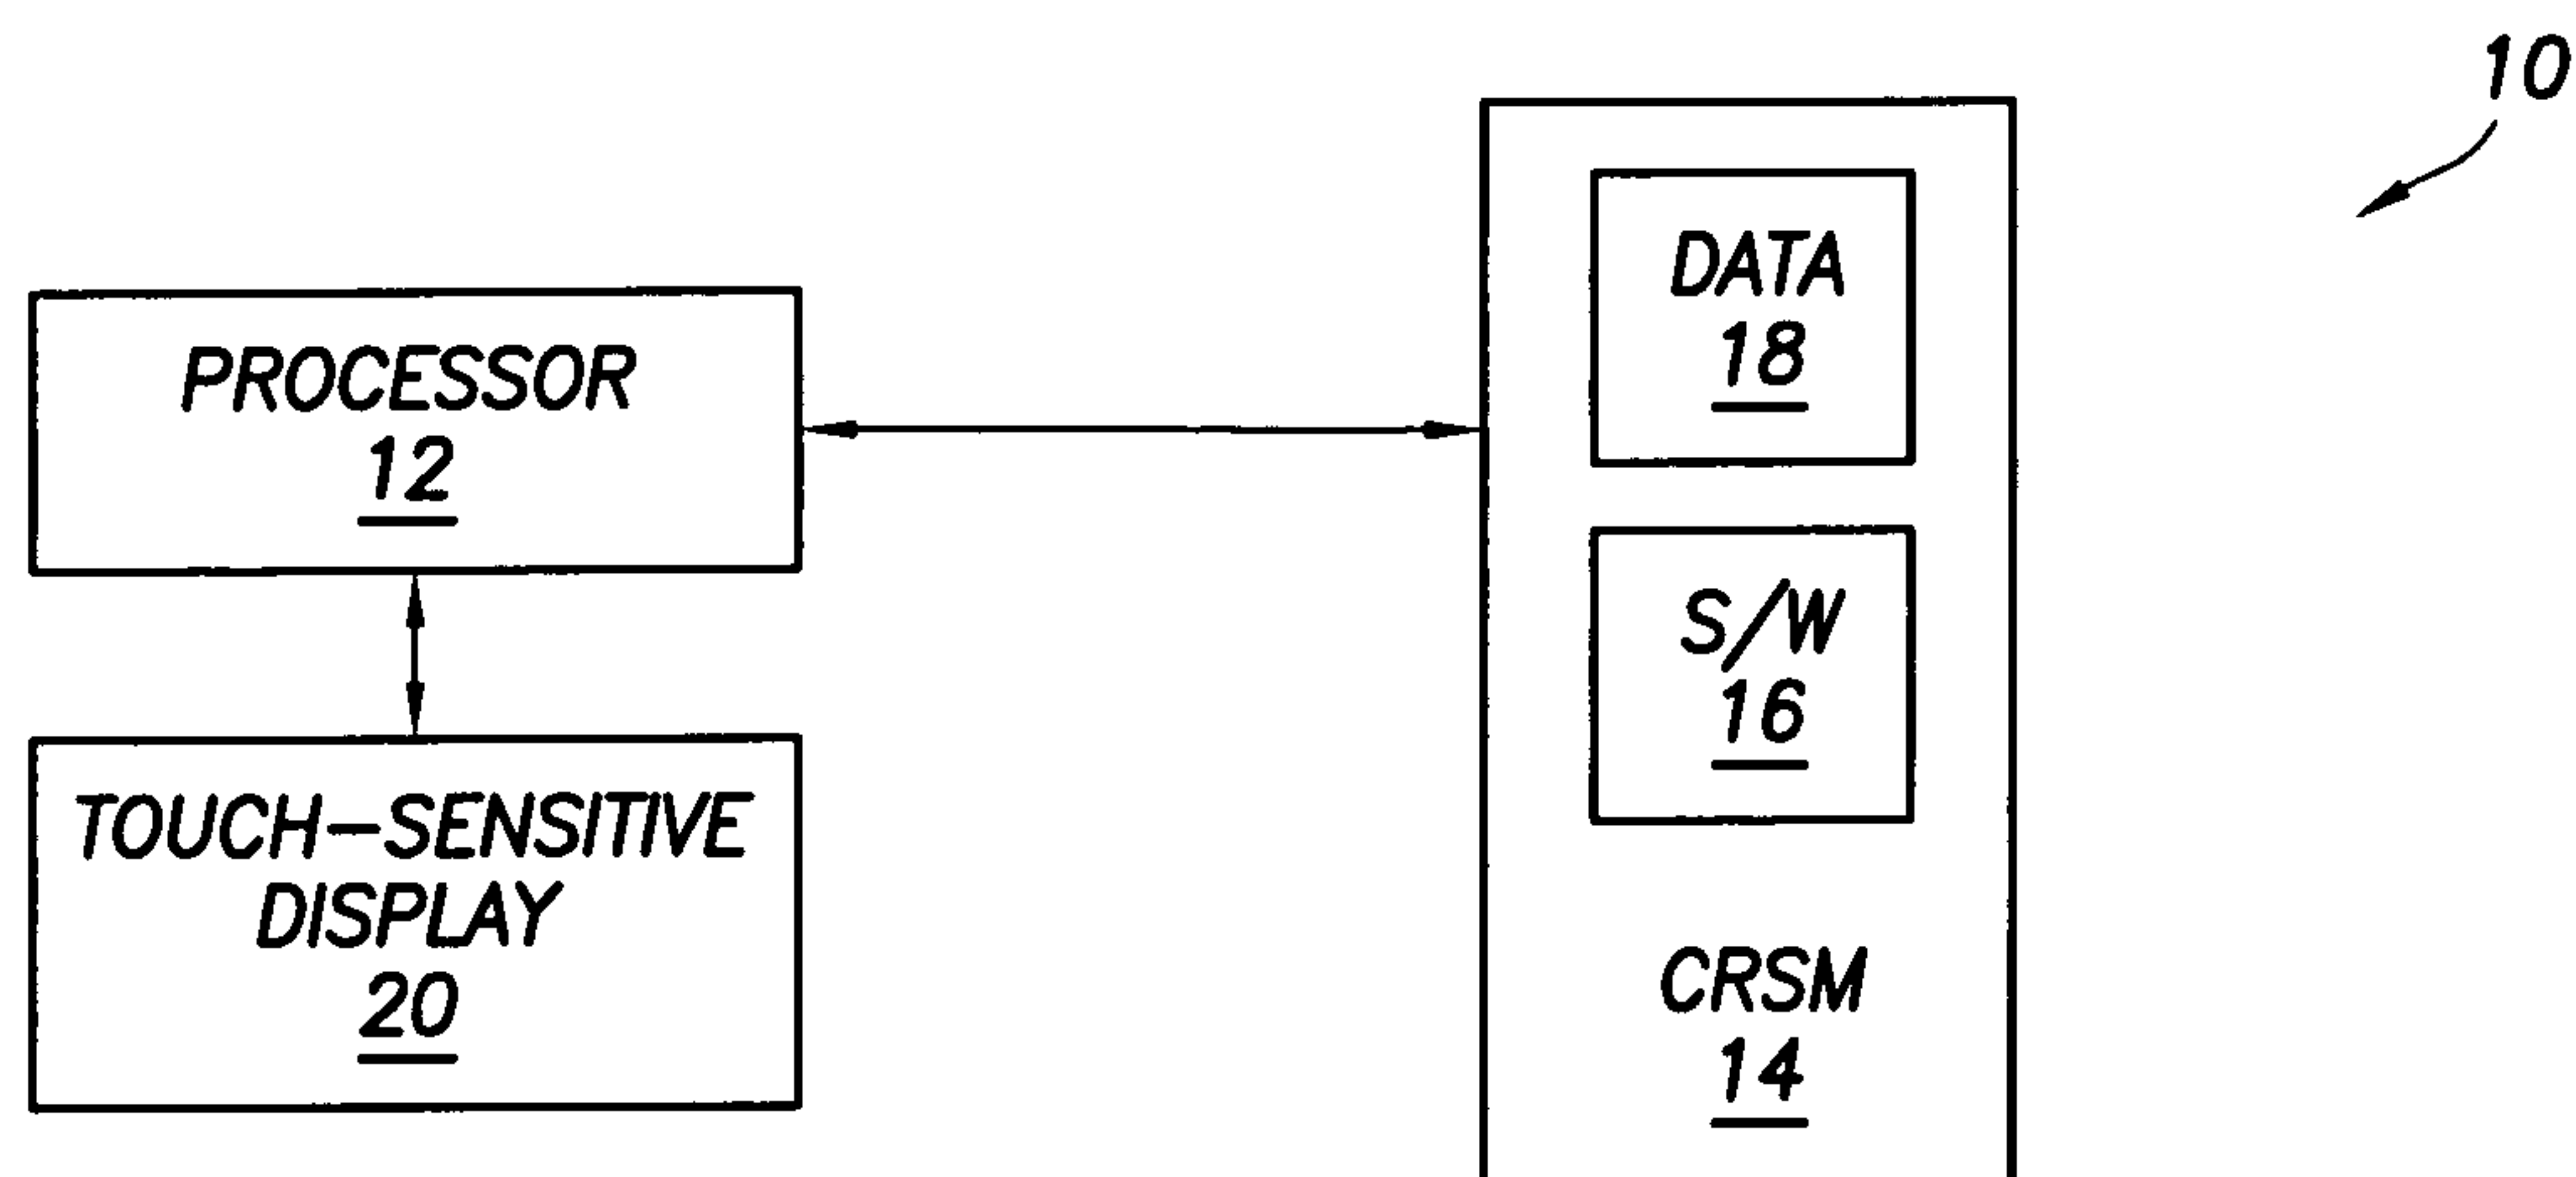 10
DATA
18
PROCESSOR
12
S/W
16
TOUCH-SENSITIVE
DISPLAY
20
CRSM
14